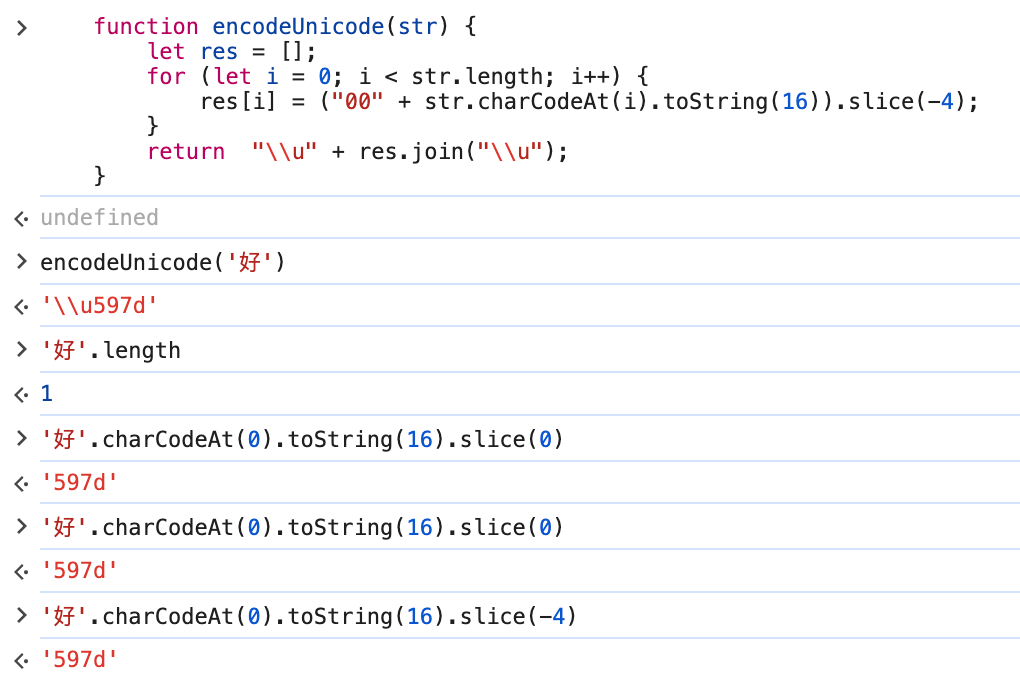 function encodeUnicode(str) {
let res = [];
for (let i = 0; i < str.length; i++) {
res[i] = ("00" + str.charCodeAt(i).toString(16)).slice(-4);
}
return  "\\u" + res.join("\\u");
}
undefined
encodeUnicode('好')
'\\u597d'
'好'.length
1
'好'.charCodeAt(0).toString(16).slice(0)
'597d'
'好'.charCodeAt(0).toString(16).slice(0)
'597d'
'好'.charCodeAt(0).toString(16).slice(-4)
'597d'